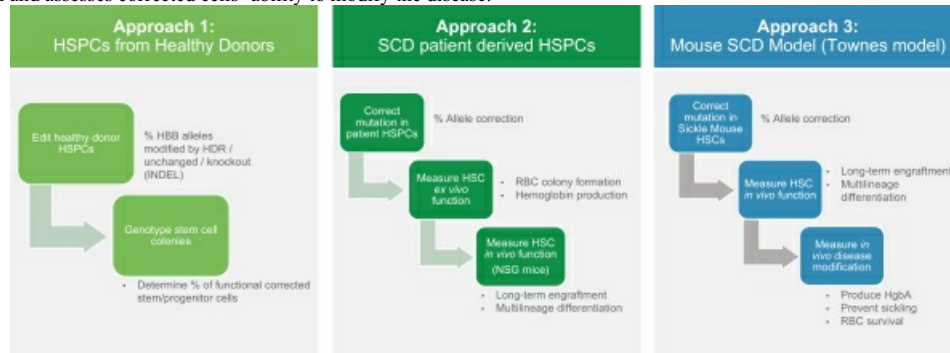 and assesses corrected cells' ability to modify the disease.
Approach 1:
HSPCs from Healthy Donors
Edit healthy donor
HSPCs
% HBB alleles
modified by HDR /
unchanged / knockout
(INDEL)
Genotype stem cell
colonies
• Determine % of functional corrected
stem/progenitor cells
Approach 2:
SCD patient derived HSPCs
Correct
mutation in
patient HSPCs
% Allele correction
Measure HSC
ex vivo
function
• RBC colony formation
• Hemoglobin production
Measure HSC
in vivo function
(NSG mice)
• Long-term engraftment
• Multilineage differentiation
Approach 3:
Mouse SCD Model (Townes model)
Correct
mutation in
Sickle Mouse
HSCs
% Allele correction
Measure HSC
in vivo function
• Long-term engraftment
• Multilineage
differentiation
Measure in
vivo disease
modification
• Produce HgbA
• Prevent sickling
• RBC survival